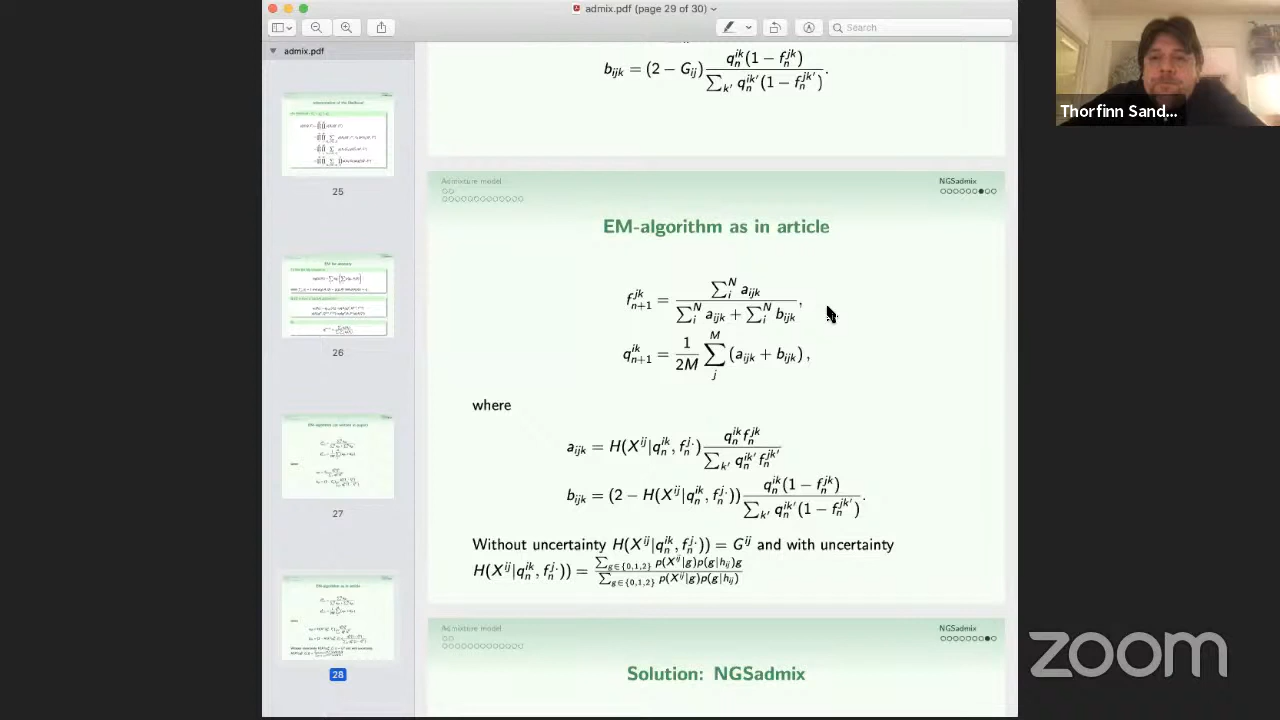 admix.pdf (page 29 of 30)
Search
admix.pdf
25
26
27
28
b_{ijk} = (2 − G_{ij}) \frac{q_n^{ik}(1 − f_n^{jk})}{\sum_{k'} q_n^{ik'}(1 − f_n^{jk'})}.
Admixture model
NGSadmix
EM-algorithm as in article
f_{n+1}^{jk} = \frac{\sum_i^N a_{ijk}}{\sum_i^N a_{ijk} + \sum_i^N b_{ijk}},
q_{n+1}^{ik} = \frac{1}{2M} \sum_j^M (a_{ijk} + b_{ijk}),
where
a_{ijk} = H(X^{ij}|q_n^{ik}, f_n^{j·}) \frac{q_n^{ik} f_n^{jk}}{\sum_{k'} q_n^{ik'} f_n^{jk'}}
b_{ijk} = (2 − H(X^{ij}|q_n^{ik}, f_n^{j·})) \frac{q_n^{ik}(1 − f_n^{jk})}{\sum_{k'} q_n^{ik'}(1 − f_n^{jk'})}.
Without uncertainty H(X^{ij}|q_n^{ik}, f_n^{j·})) = G^{ij} and with uncertainty
H(X^{ij}|q_n^{ik}, f_n^{j·})) = \frac{\sum_{g∈\{0,1,2\}} p(X^{ij}|g)p(g|h_{ij})g}{\sum_{g∈\{0,1,2\}} p(X^{ij}|g)p(g|h_{ij})}
Admixture model
NGSadmix
Solution: NGSadmix
Thorfinn Sand...
zoom